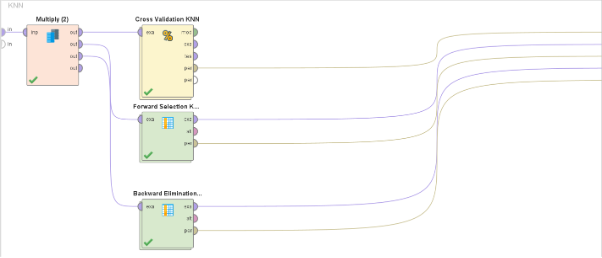 KNN
Multiply (2)
Cross Validation KNN
in
inp
out
exa
mod
in
out
exa
out
tes
out
per
per
Forward Selection K...
exa
exa
att
per
Backward Elimination...
exa
exa
att
per